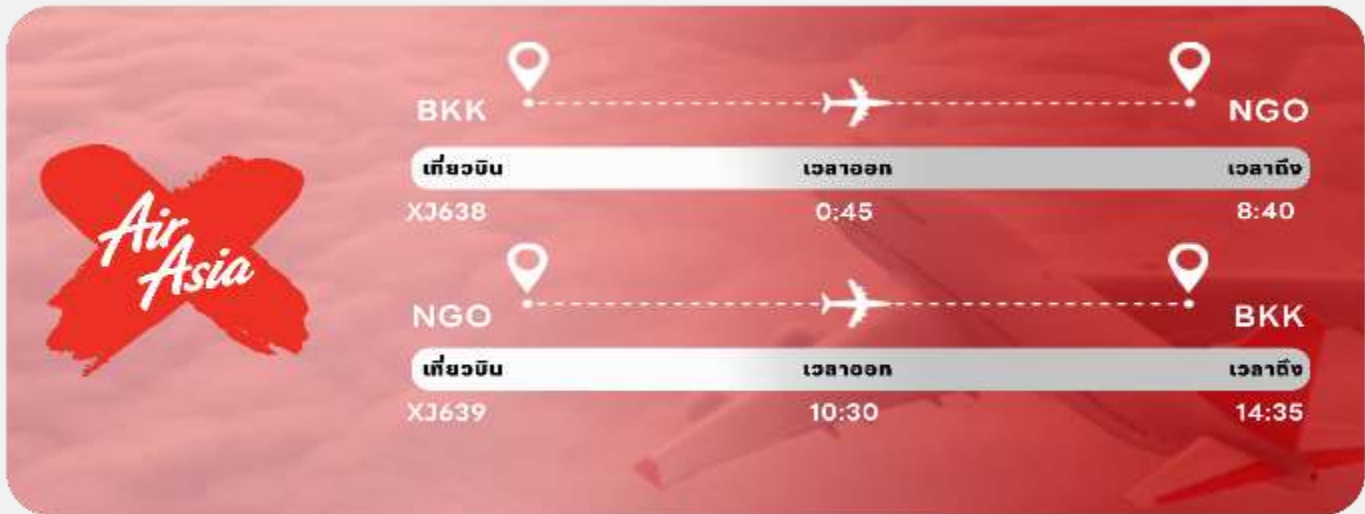 Air
Asia
BKK NGO
เที่ยวบิน เวลาออก เวลาถึง
XJ638 0:45 8:40
NGO BKK
เที่ยวบิน เวลาออก เวลาถึง
XJ639 10:30 14:35